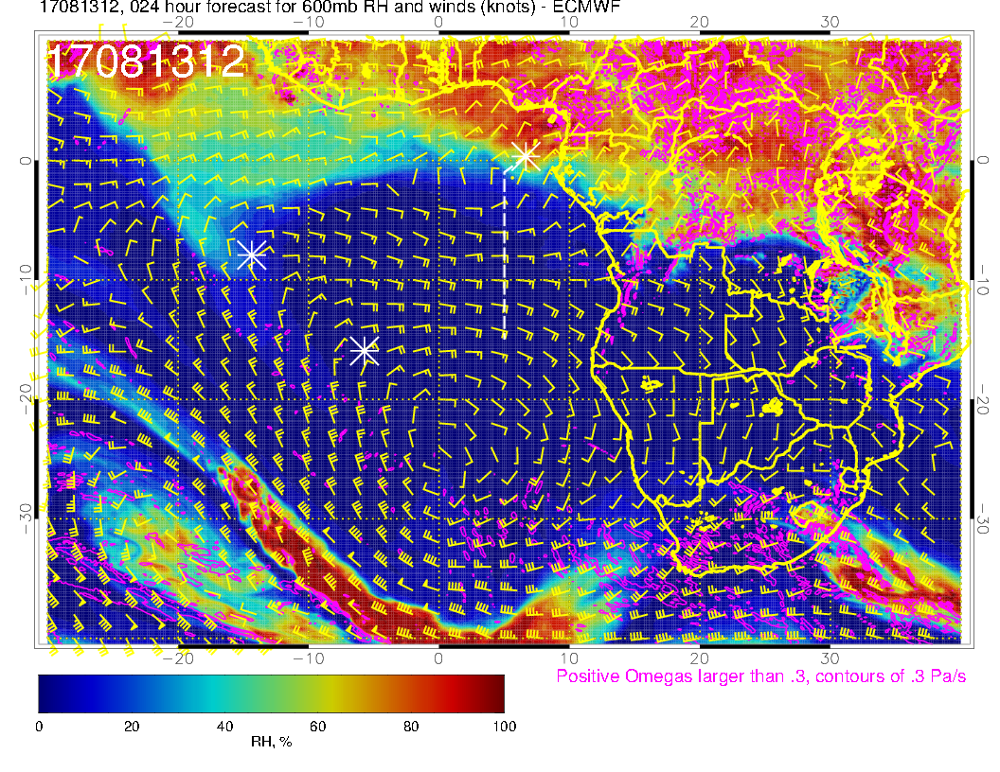 17081312, 024 hour forecast for 600mb RH and winds (knots) - ECMWF
−20 −10 0 10 20 30
17081312
0 0
−10 −10
−20 −20
−30 −30
−20 −10 0 10 20 30
Positive Omegas larger than .3, contours of .3 Pa/s
0 20 40 60 80 100
RH, %